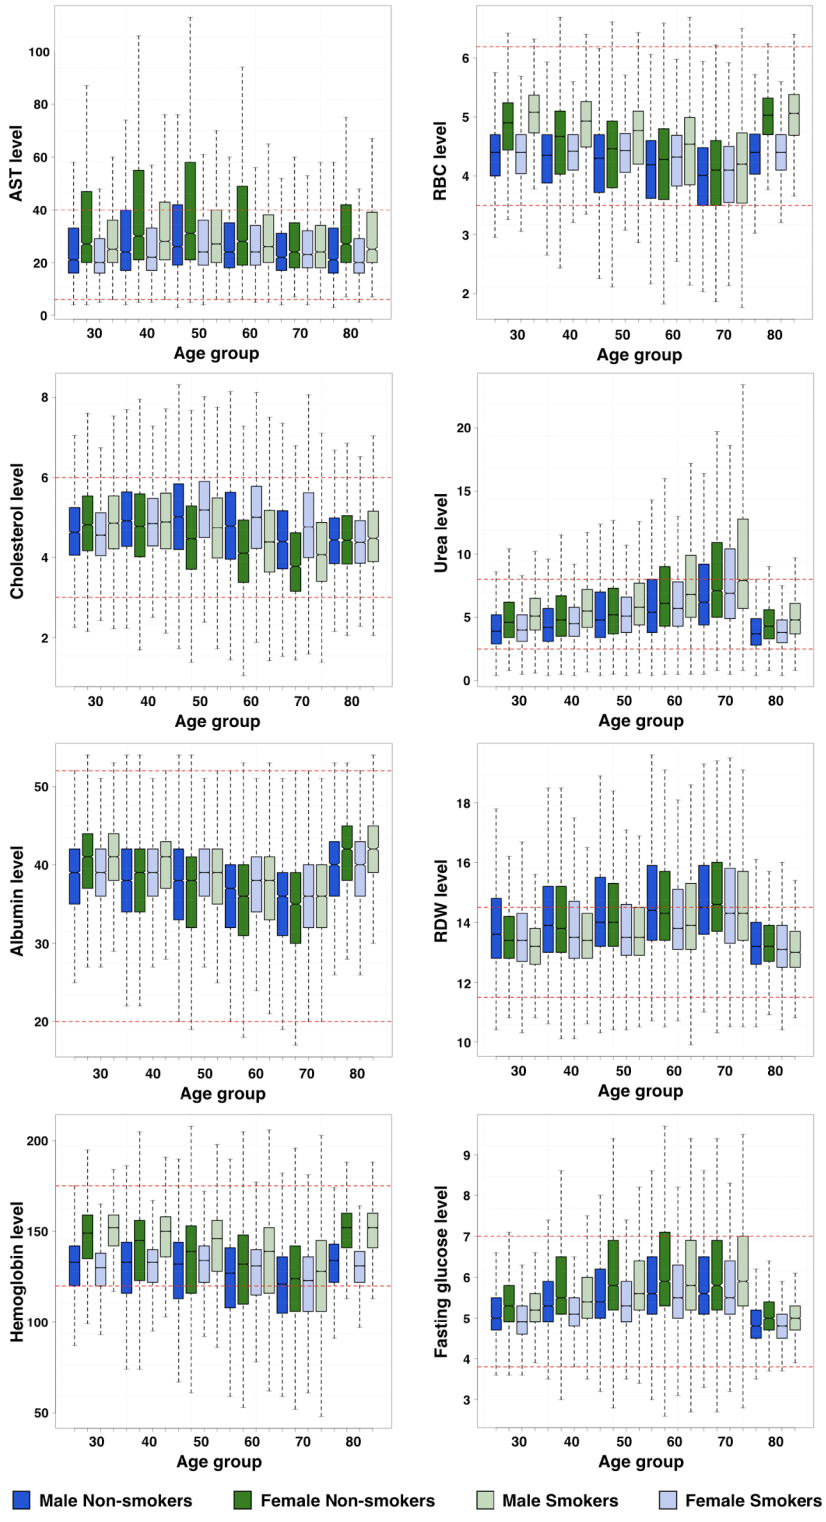 AST level
100
80
60
40
20
0
30 40 50 60 70 80
Age group
RBC level
6
5
4
3
2
30 40 50 60 70 80
Age group
Cholesterol level
8
6
4
2
30 40 50 60 70 80
Age group
Urea level
20
15
10
5
0
30 40 50 60 70 80
Age group
Albumin level
50
40
30
20
30 40 50 60 70 80
Age group
RDW level
18
16
14
12
10
30 40 50 60 70 80
Age group
Hemoglobin level
200
150
100
50
30 40 50 60 70 80
Age group
Fasting glucose level
9
8
7
6
5
4
3
30 40 50 60 70 80
Age group
Male Non-smokers Female Non-smokers Male Smokers Female Smokers